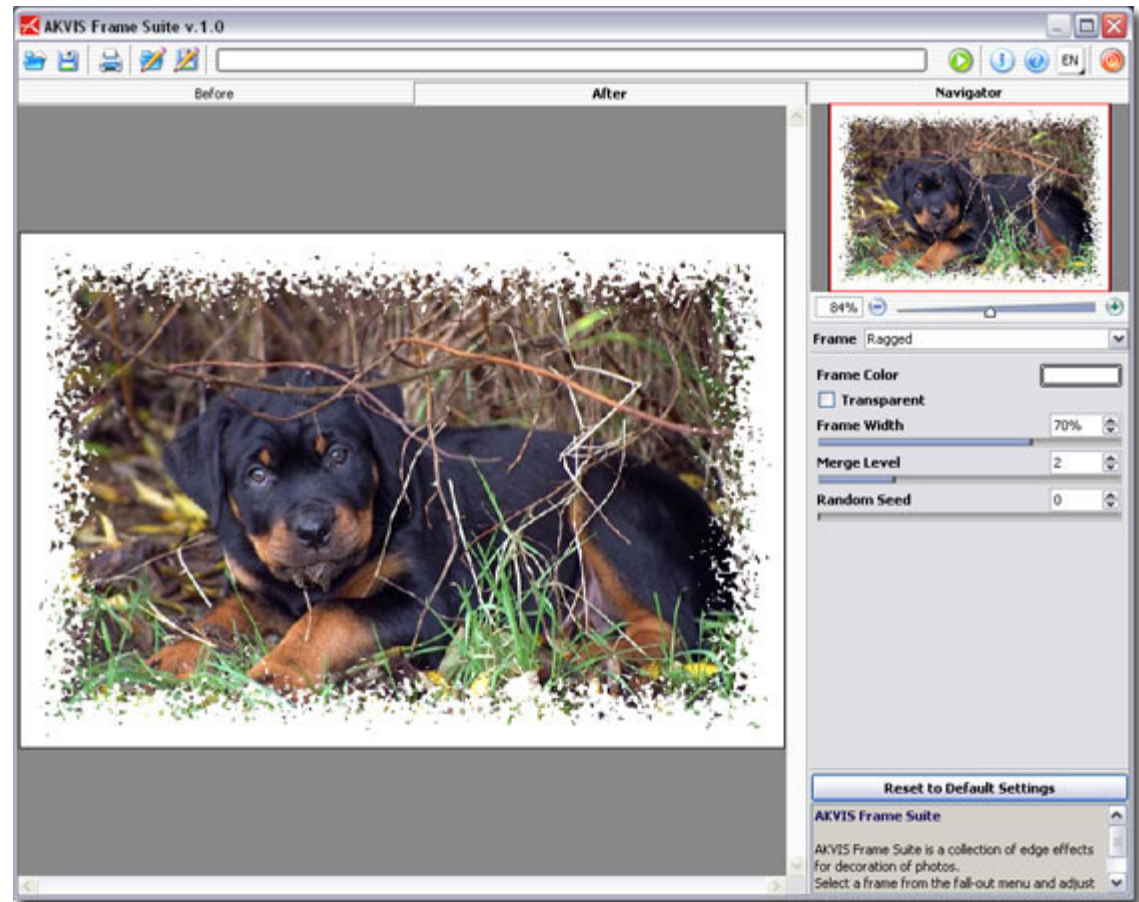 AKVIS Frame Suite v.1.0
EN
Before
After
Navigator
84%
Frame Ragged
Frame Color
Transparent
Frame Width 70%
Merge Level 2
Random Seed 0
Reset to Default Settings
AKVIS Frame Suite
AKVIS Frame Suite is a collection of edge effects
for decoration of photos.
Select a frame from the fall-out menu and adjust